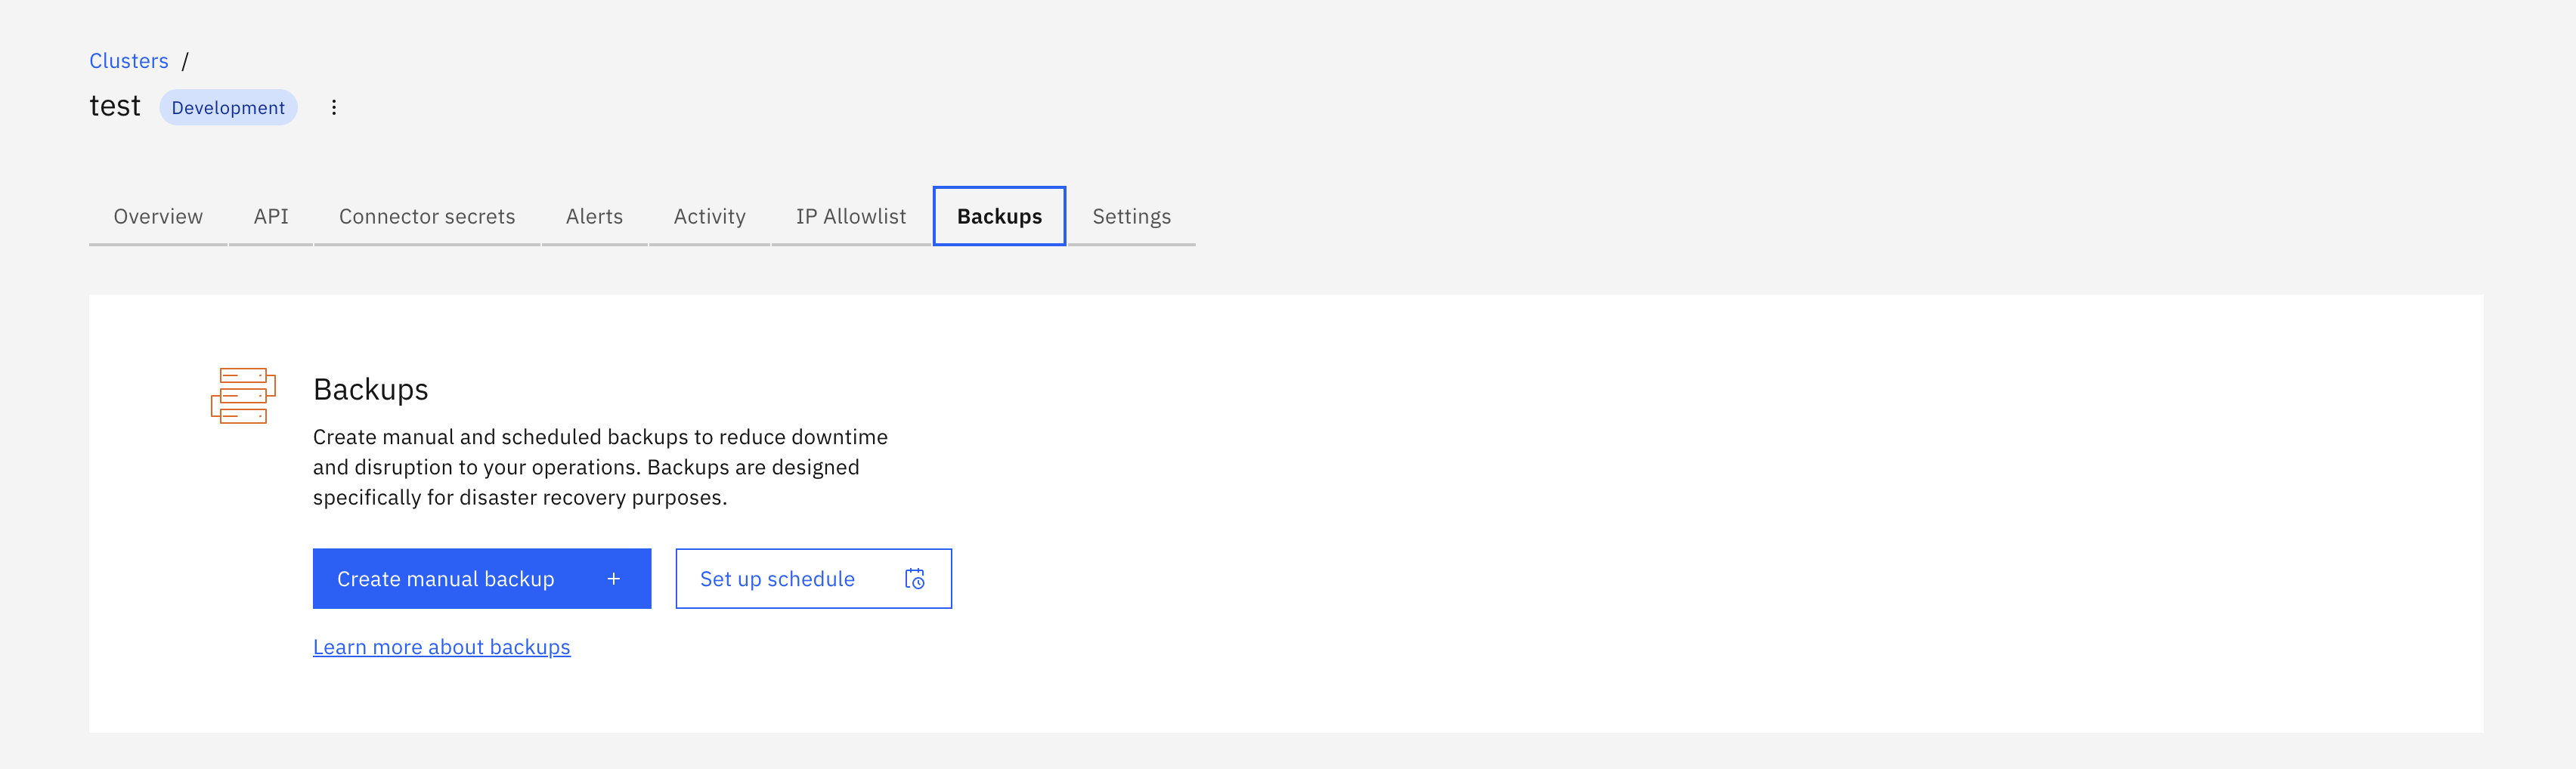 Clusters /
test Development
Overview API Connector secrets Alerts Activity IP Allowlist Backups Settings
Backups
Create manual and scheduled backups to reduce downtime
and disruption to your operations. Backups are designed
specifically for disaster recovery purposes.
Create manual backup + Set up schedule
Learn more about backups